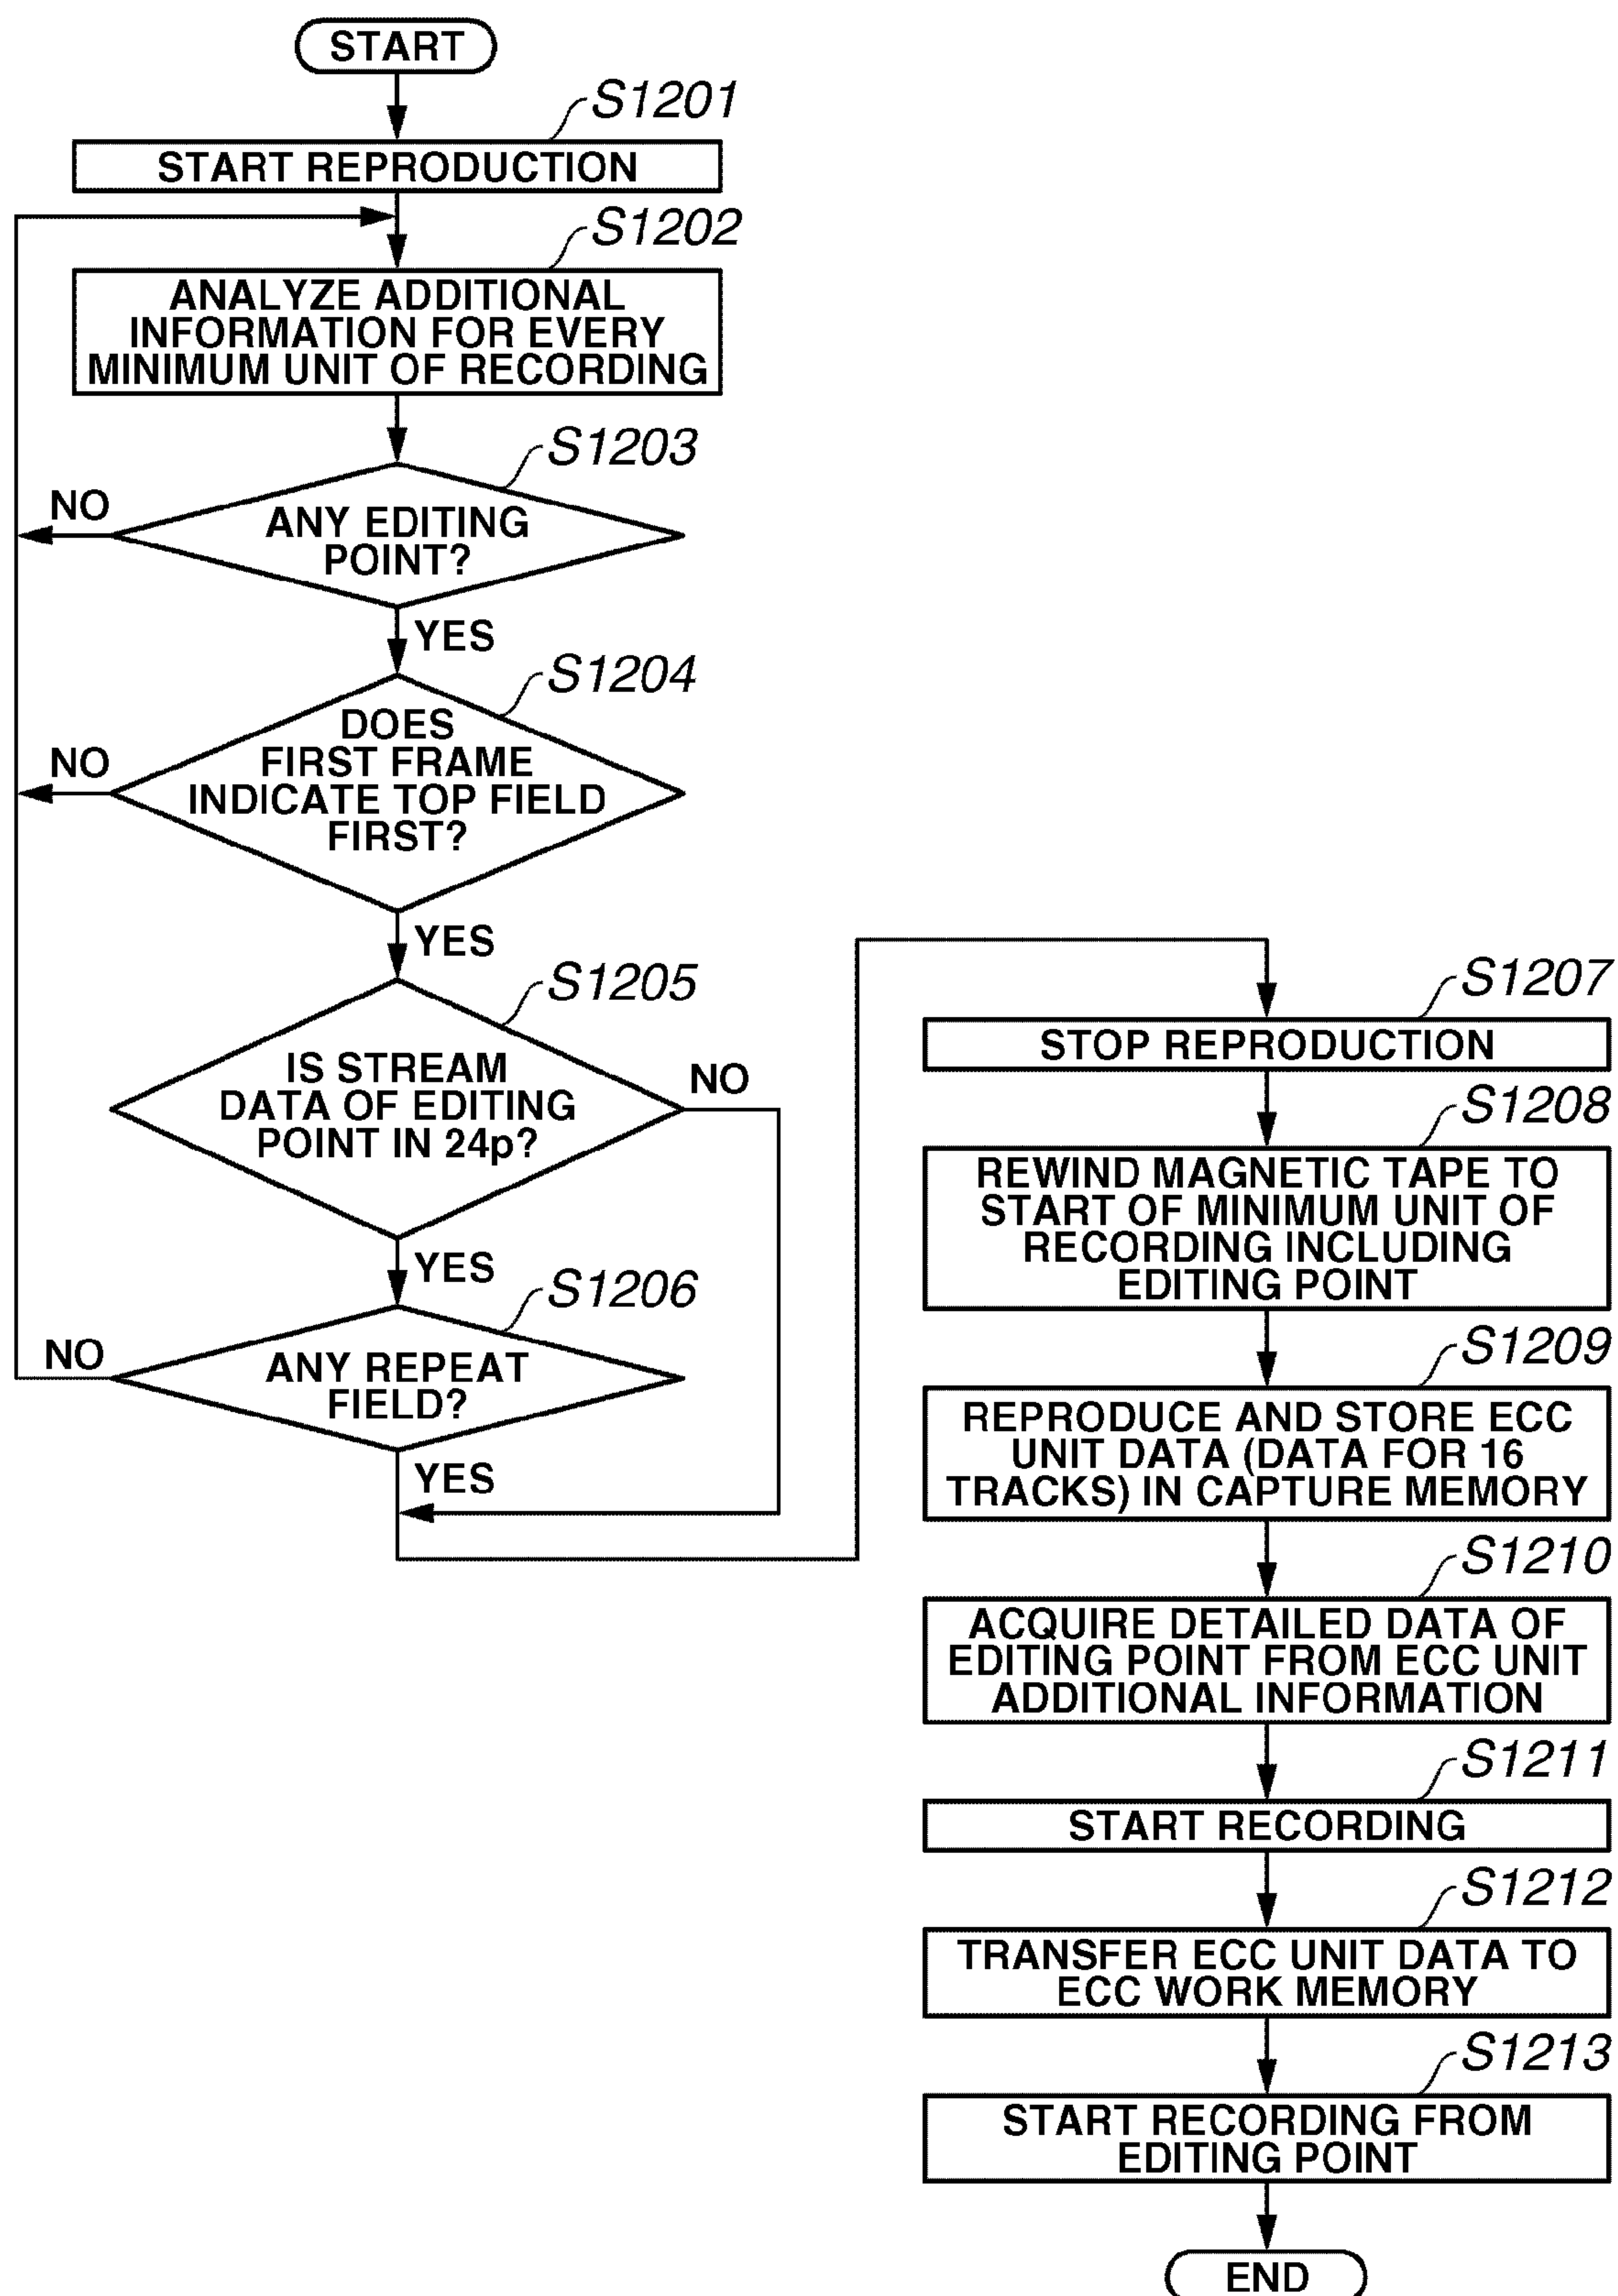 START
S1201
START REPRODUCTION
S1202
ANALYZE ADDITIONAL
INFORMATION FOR EVERY
MINIMUM UNIT OF RECORDING
S1203
NO
ANY EDITING
POINT?
YES
S1204
NO
DOES
FIRST FRAME
INDICATE TOP FIELD
FIRST?
YES
S1205
IS STREAM
DATA OF EDITING
POINT IN 24p?
NO
YES
S1206
NO
ANY REPEAT
FIELD?
YES
S1207
STOP REPRODUCTION
S1208
REWIND MAGNETIC TAPE TO
START OF MINIMUM UNIT OF
RECORDING INCLUDING
EDITING POINT
S1209
REPRODUCE AND STORE ECC
UNIT DATA (DATA FOR 16
TRACKS) IN CAPTURE MEMORY
S1210
ACQUIRE DETAILED DATA OF
EDITING POINT FROM ECC UNIT
ADDITIONAL INFORMATION
S1211
START RECORDING
S1212
TRANSFER ECC UNIT DATA TO
ECC WORK MEMORY
S1213
START RECORDING FROM
EDITING POINT
END